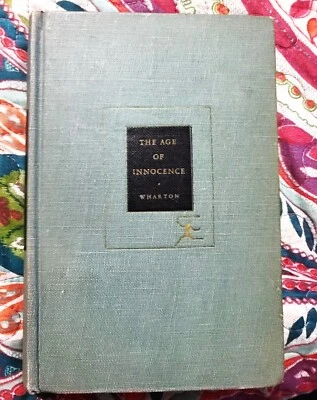 THE AGE
OF
INNOCENCE
WHARTON